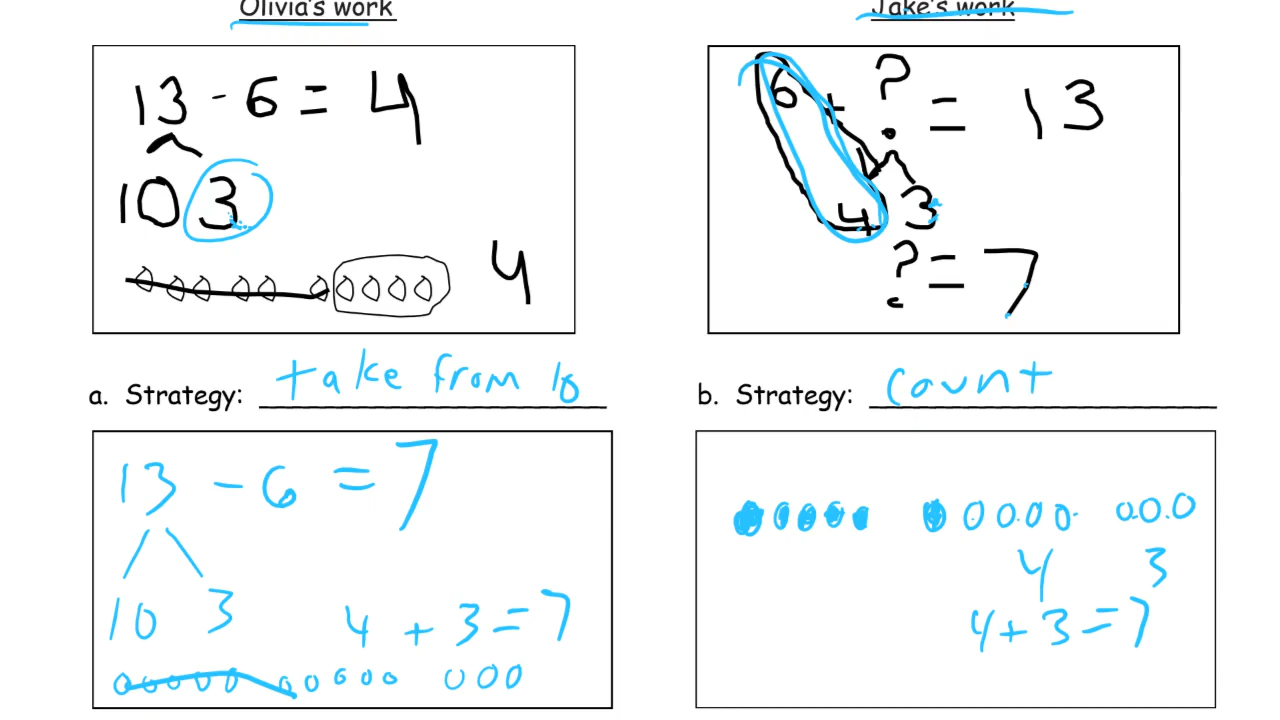 Olivia's work
13 - 6 = 4
10 3
4
a. Strategy: take from 10
13 - 6 = 7
10 3
4 + 3 = 7
Jake's work
6 + ? = 13
4 3
? = 7
b. Strategy: count
4 3
4 + 3 = 7